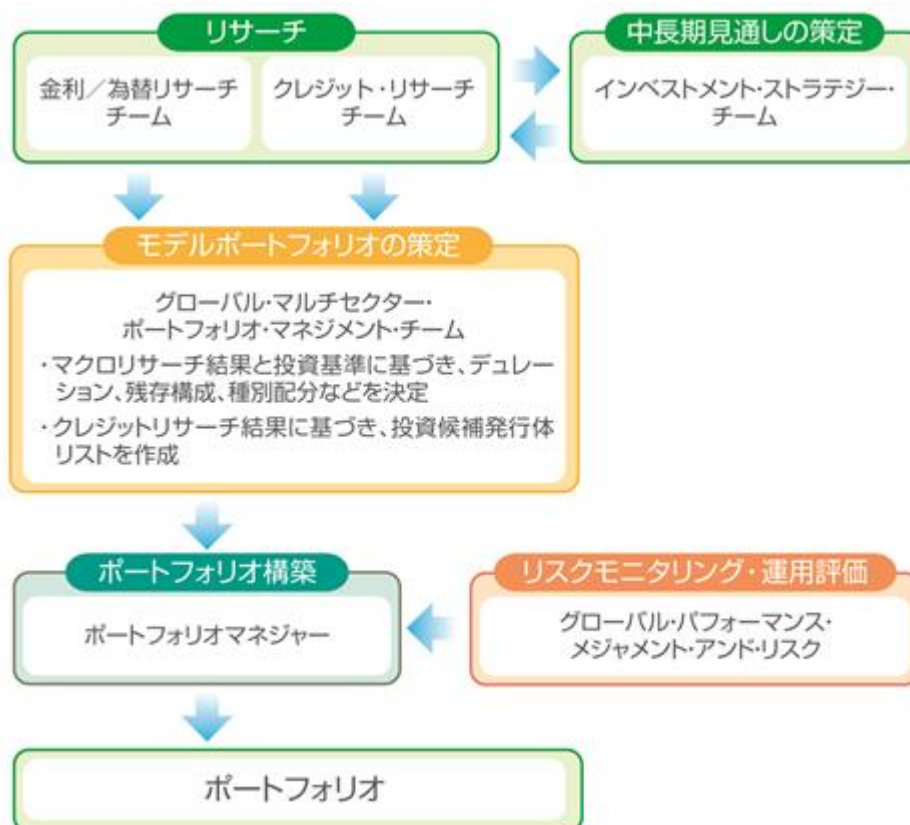 リサーチ
金利／為替リサーチ
チーム
クレジット・リサーチ
チーム
中長期見通しの策定
インベストメント・ストラテジー・
チーム
モデルポートフォリオの策定
グローバル・マルチセクター・
ポートフォリオ・マネジメント・チーム
・マクロリサーチ結果と投資基準に基づき、デュレー
ション、残存構成、種別配分などを決定
・クレジットリサーチ結果に基づき、投資候補発行体
リストを作成
ポートフォリオ構築
ポートフォリオマネジャー
リスクモニタリング・運用評価
グローバル・パフォーマンス・
メジャメント・アンド・リスク
ポートフォリオ